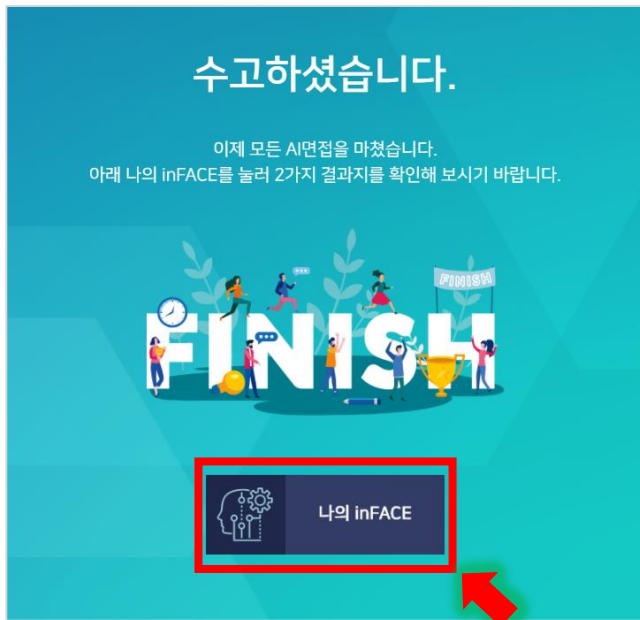 수고하셨습니다.
이제 모든 AI면접을 마쳤습니다.
아래 나의 inFACE를 눌러 2가지 결과지를 확인해 보시기 바랍니다.
FINISH
FINISH
나의 inFACE